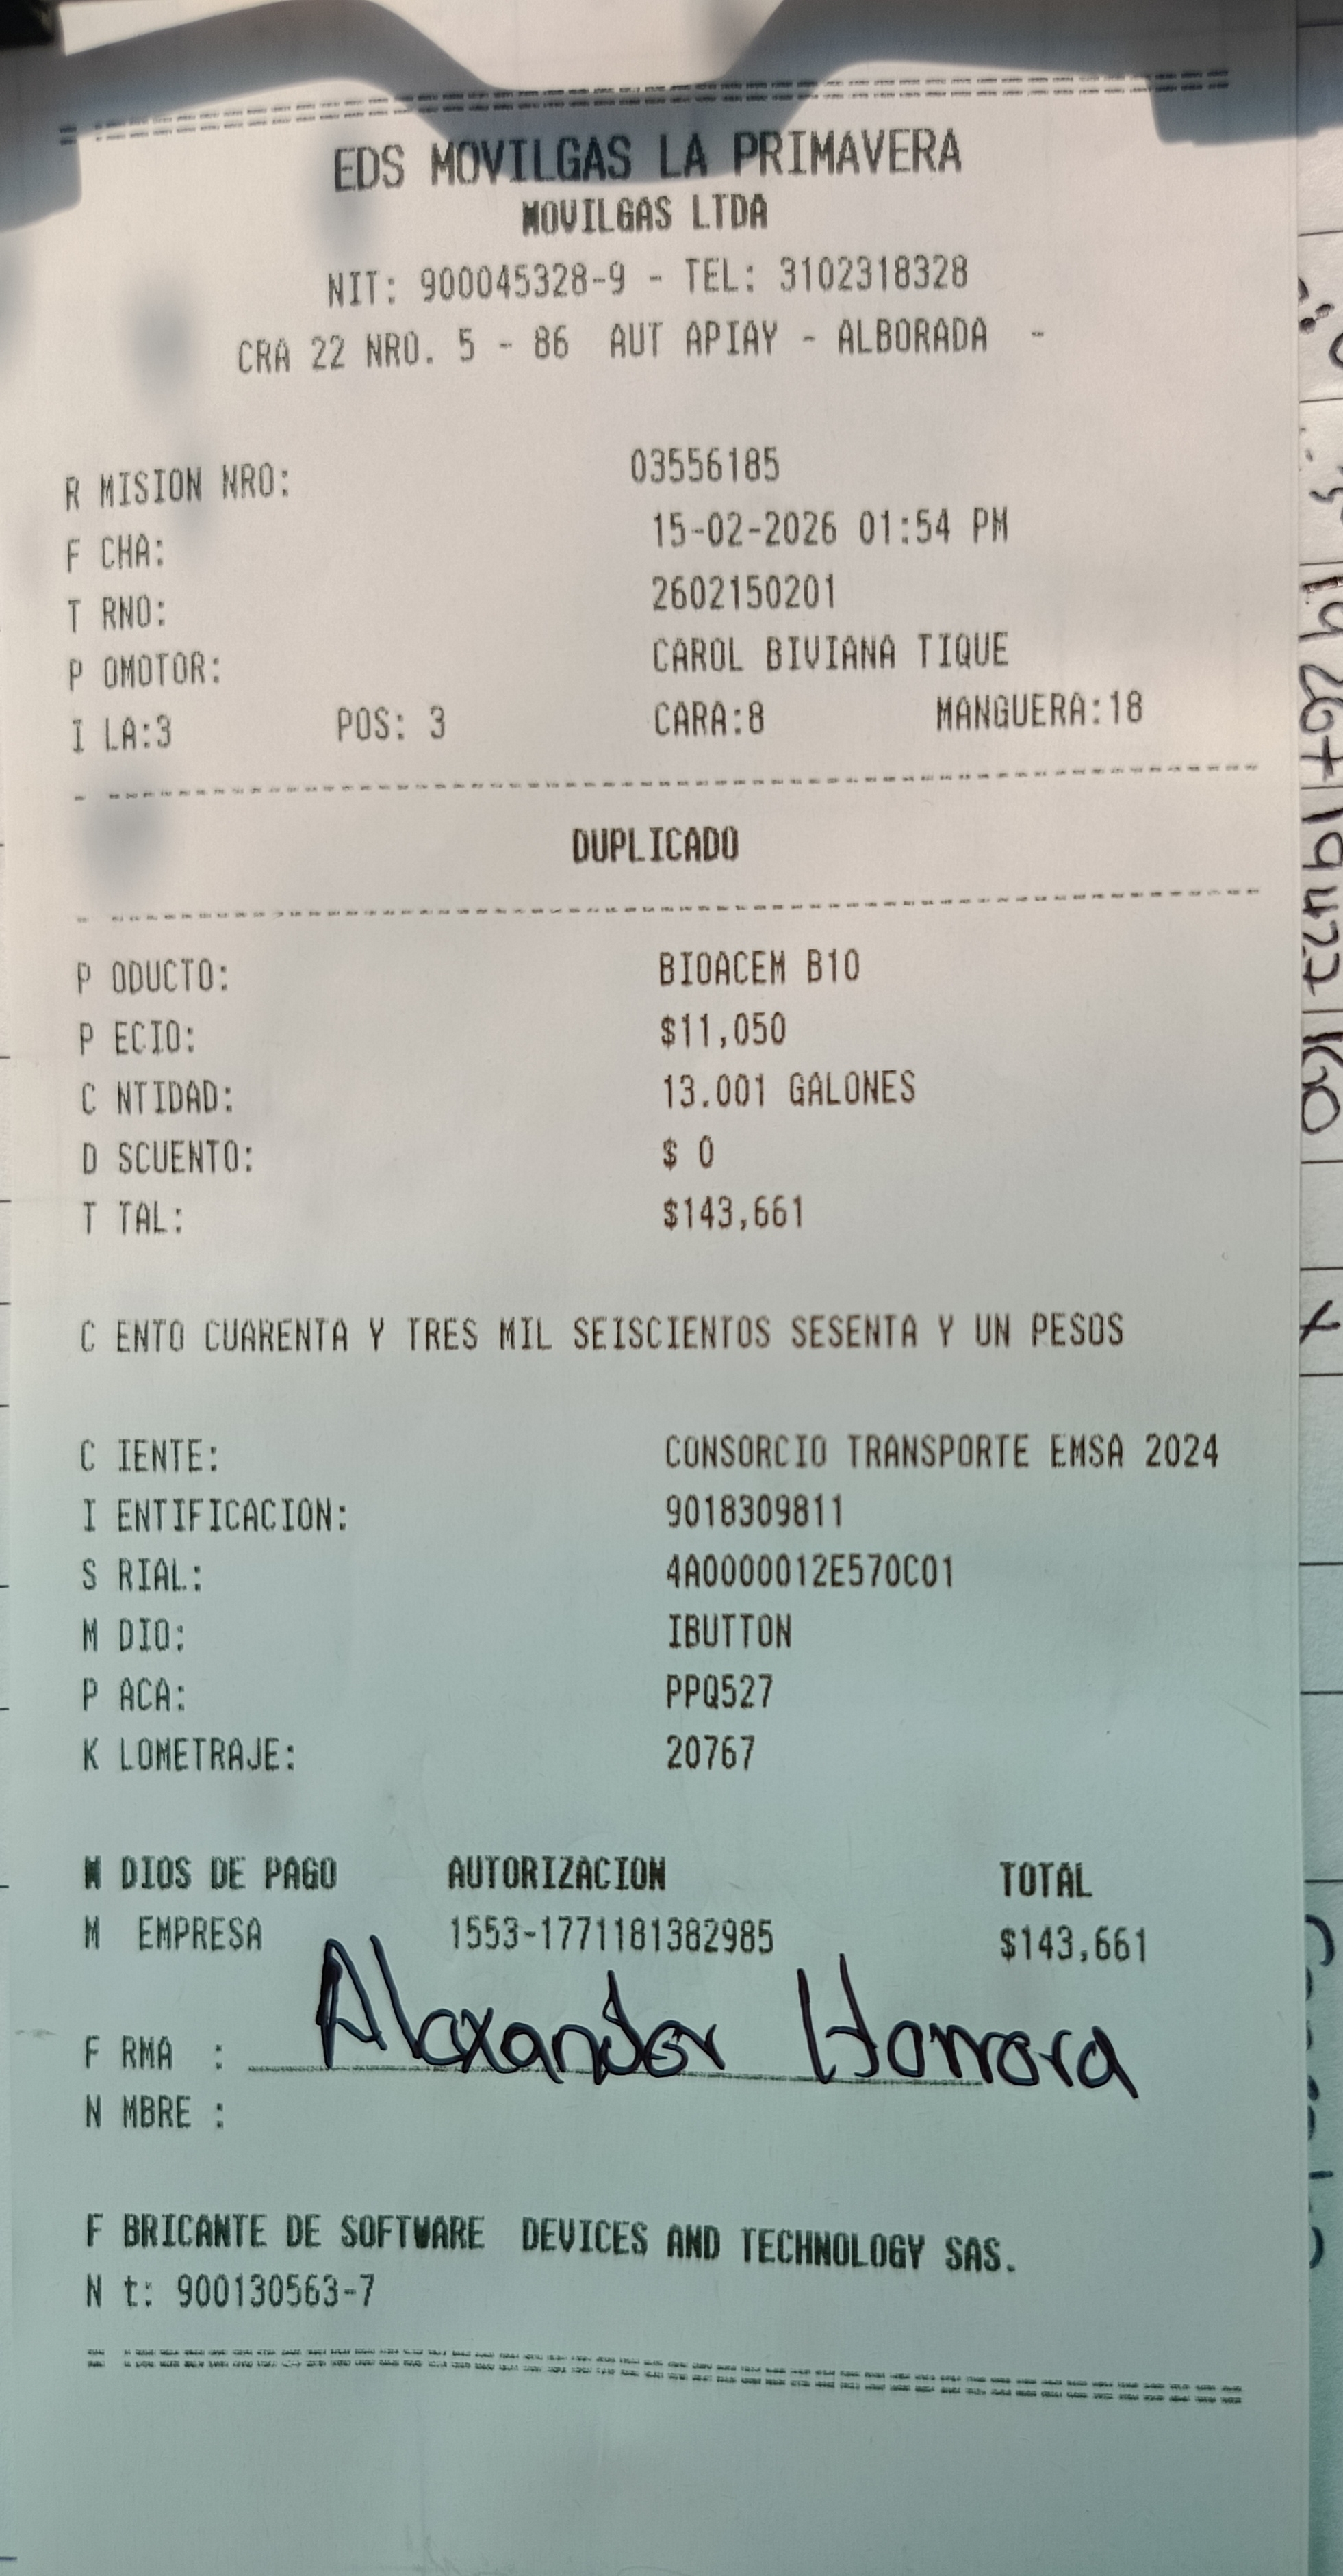 EDS MOVILGAS LA PRIMAVERA
MOVILGAS LTDA
NIT: 900045328-9 - TEL: 3102318328
CRA 22 NRO. 5 - 86 AUT APIAY - ALBORADA -
R MISION NRO: 03556185
F CHA: 15-02-2026 01:54 PM
T RNO: 2602150201
P OMOTOR: CAROL BIVIANA TIQUE
I LA:3 POS: 3 CARA:8 MANGUERA:18
DUPLICADO
P ODUCTO: BIOACEM B10
P ECIO: $11,050
C NTIDAD: 13.001 GALONES
D SCUENTO: $ 0
T TAL: $143,661
C ENTO CUARENTA Y TRES MIL SEISCIENTOS SESENTA Y UN PESOS
C IENTE: CONSORCIO TRANSPORTE EMSA 2024
I ENTIFICACION: 9018309811
S RIAL: 4A0000012E570C01
M DIO: IBUTTON
P ACA: PPQ527
K LOMETRAJE: 20767
M DIOS DE PAGO AUTORIZACION TOTAL
M EMPRESA 1553-1771181382985 $143,661
F RMA : Alexander Herrera
N MBRE :
F BRICANTE DE SOFTWARE DEVICES AND TECHNOLOGY SAS.
N t: 900130563-7